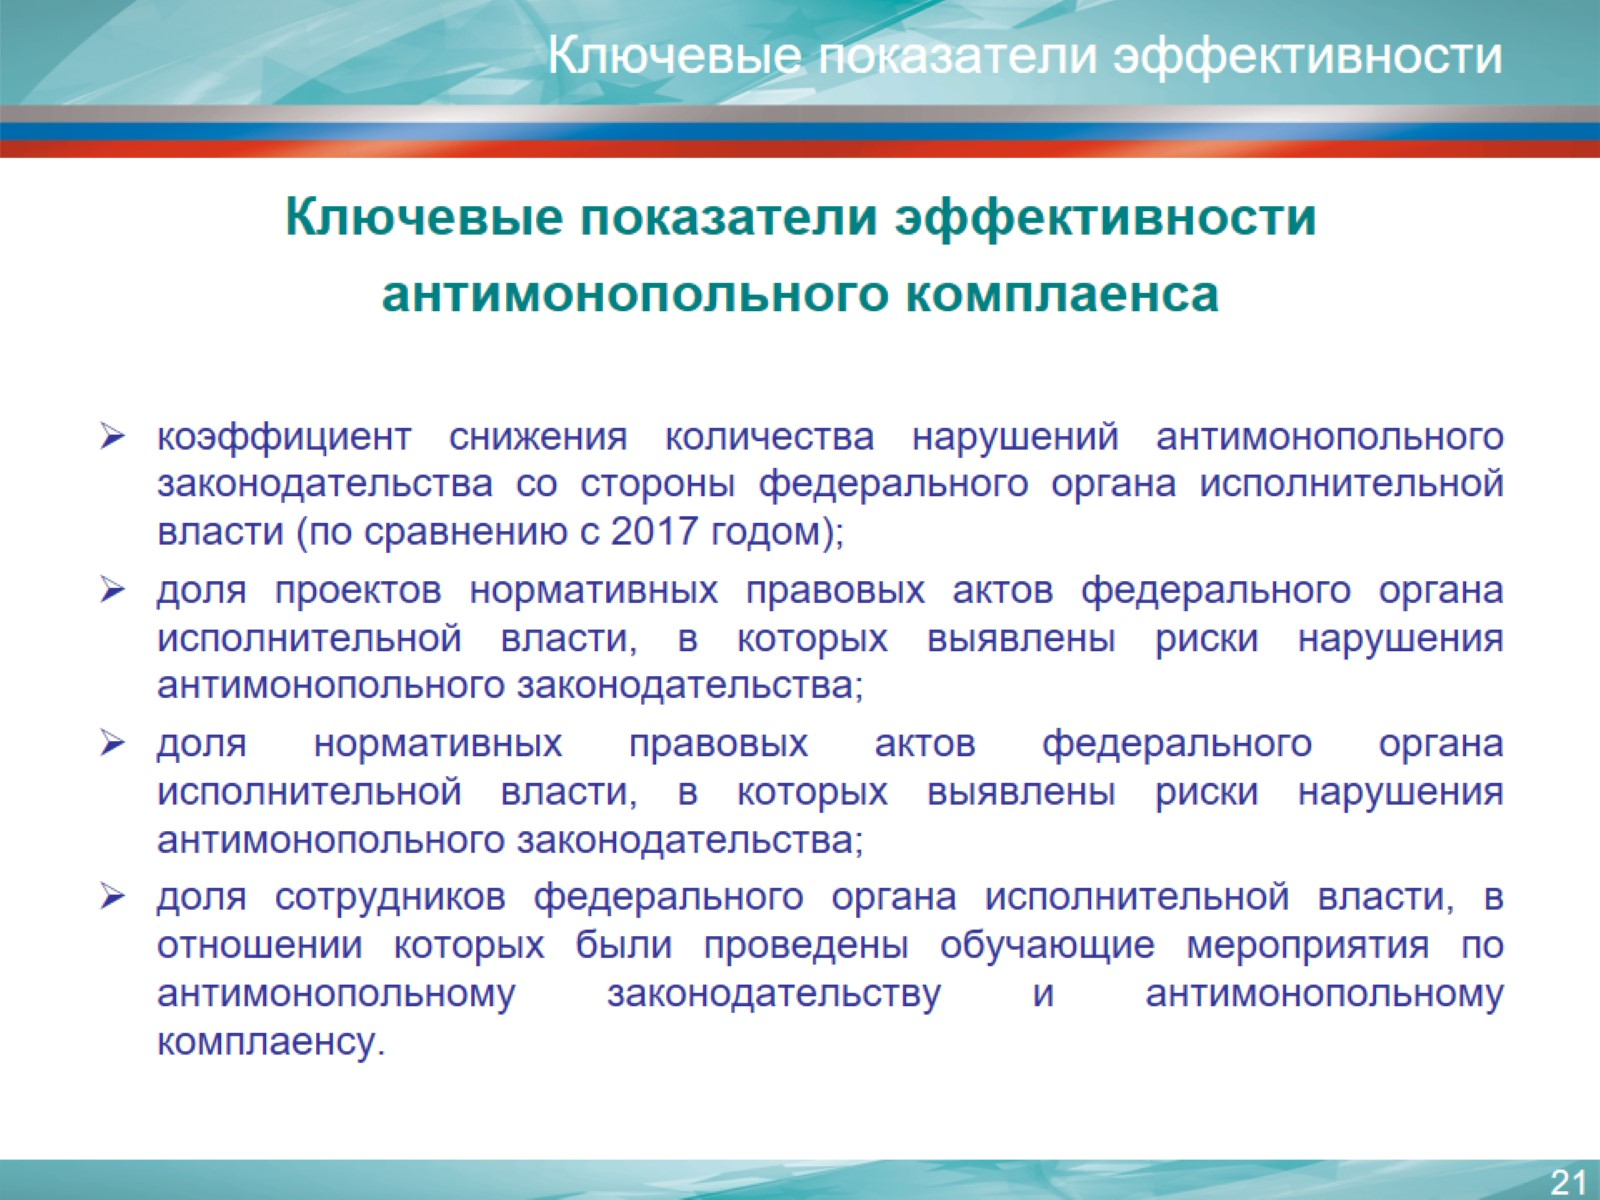 Ключевые показатели эффективности
Ключевые показатели эффективности
антимонопольного комплаенса
коэффициент снижения количества нарушений антимонопольного
законодательства со стороны федерального органа исполнительной
власти (по сравнению с 2017 годом);
доля проектов нормативных правовых актов федерального органа
исполнительной власти, в которых выявлены риски нарушения
антимонопольного законодательства;
доля нормативных правовых актов федерального органа
исполнительной власти, в которых выявлены риски нарушения
антимонопольного законодательства;
доля сотрудников федерального органа исполнительной власти, в
отношении которых были проведены обучающие мероприятия по
антимонопольному законодательству и антимонопольному
комплаенсу.
21